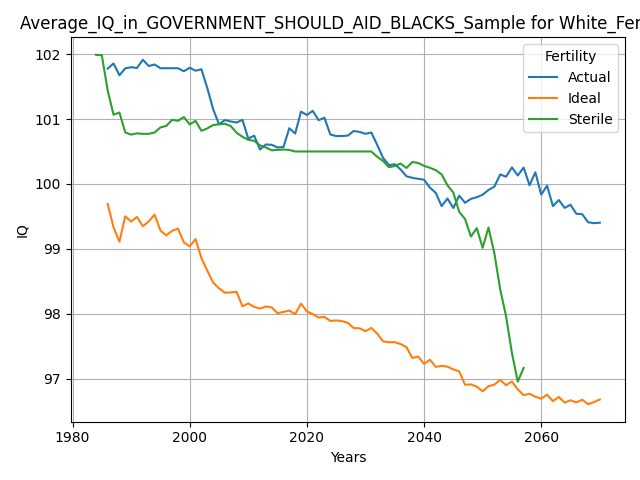 Average_IQ_in_GOVERNMENT_SHOULD_AID_BLACKS_Sample for White_Fer
102
101
100
99
98
97
IQ
Fertility
Actual
Ideal
Sterile
1980
2000
2020
2040
2060
Years